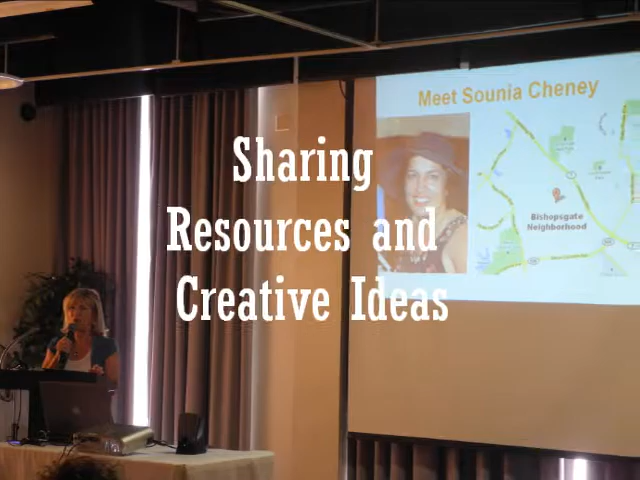 Meet Sounia Cheney
Sharing
Resources and
Creative Ideas
Bishopsgate
Neighborhood